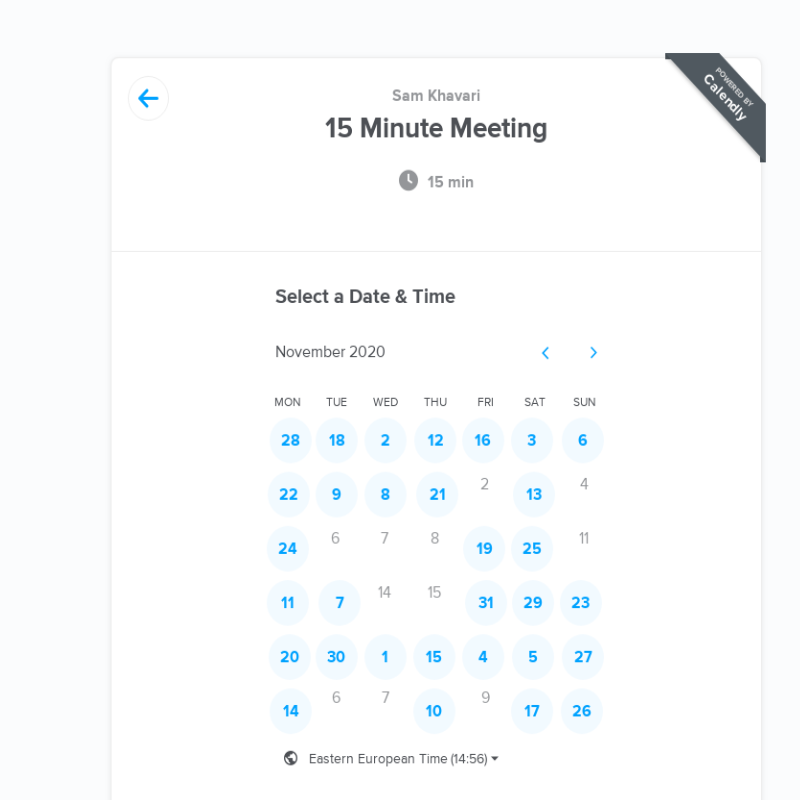 POWERED BY
Calendly
Sam Khavari
15 Minute Meeting
15 min
Select a Date & Time
November 2020
MON TUE WED THU FRI SAT SUN
28 18 2 12 16 3 6
22 9 8 21 2 13 4
24 6 7 8 19 25 11
11 7 14 15 31 29 23
20 30 1 15 4 5 27
14 6 7 10 9 17 26
Eastern European Time (14:56)